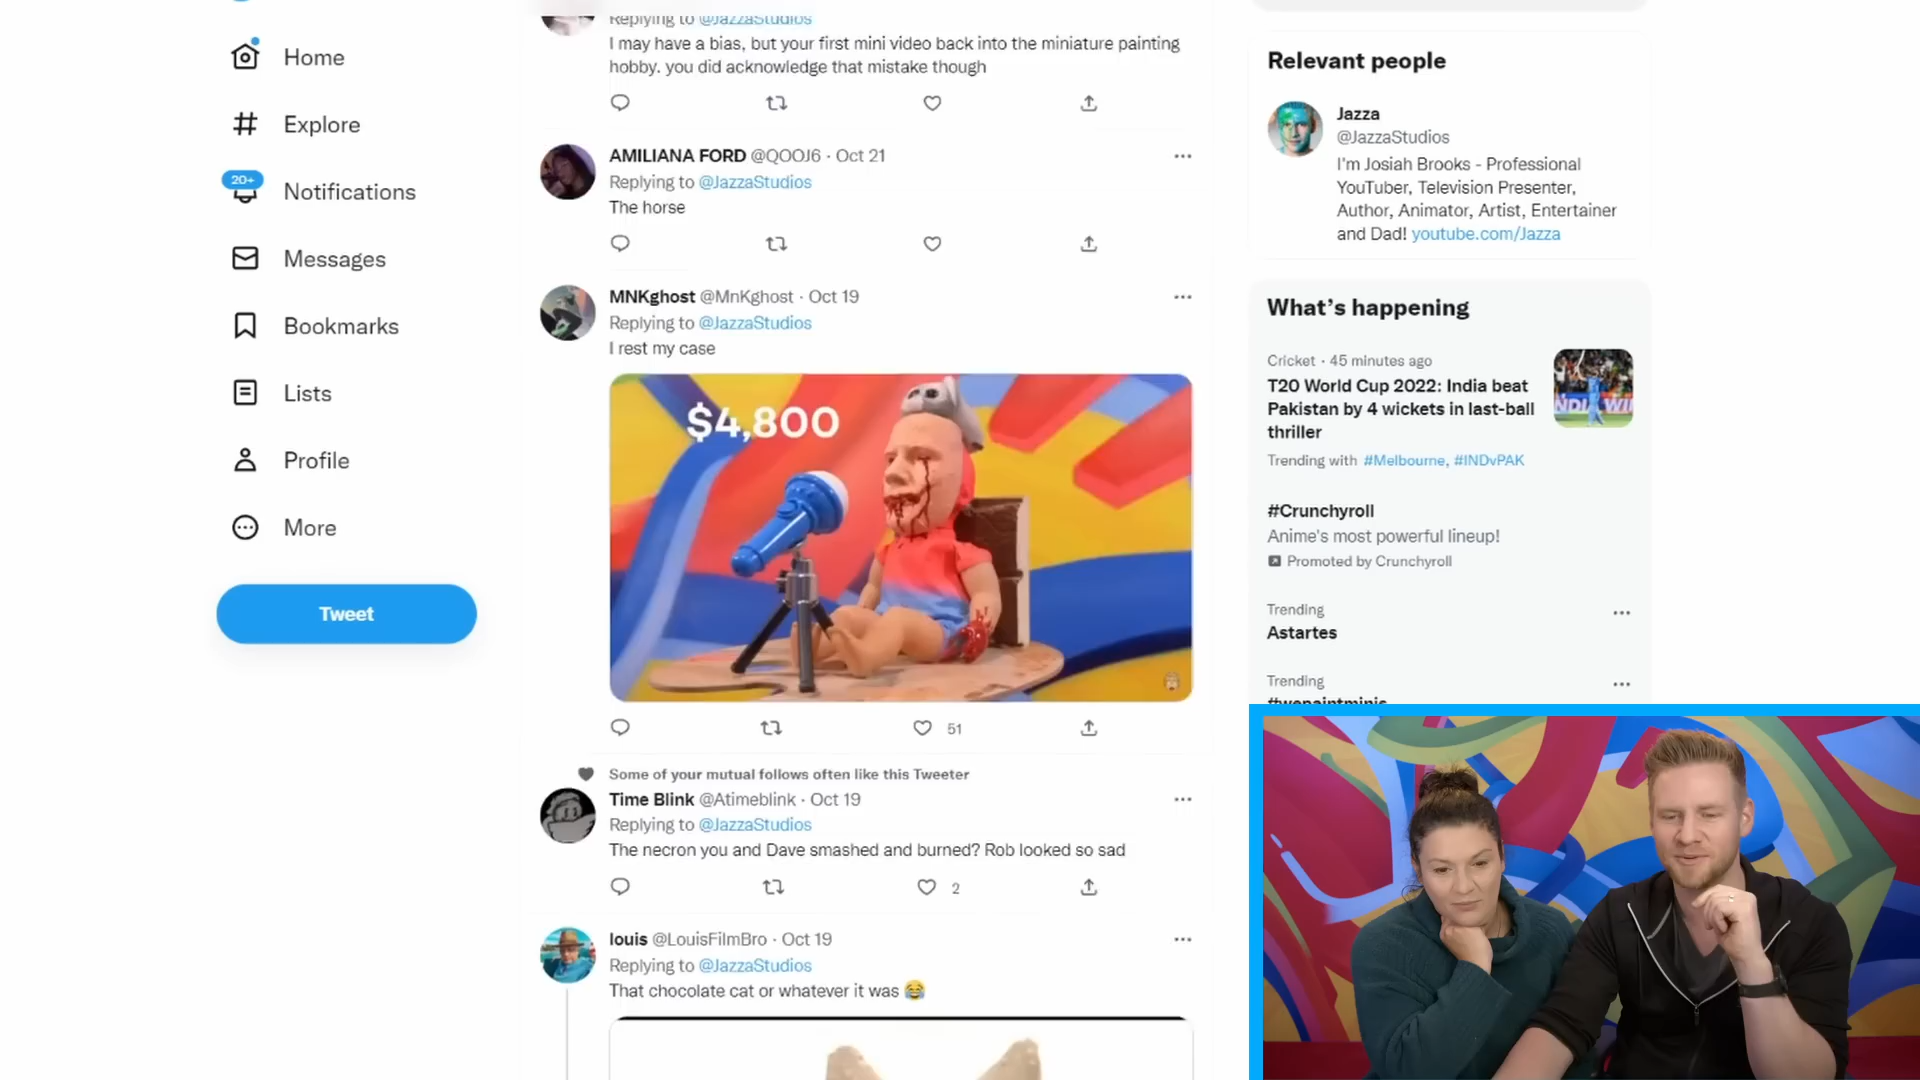 Home
Explore
20+
Notifications
Messages
Bookmarks
Lists
Profile
More
Tweet
Replying to @JazzaStudios
I may have a bias, but your first mini video back into the miniature painting
hobby. you did acknowledge that mistake though
AMILIANA FORD @QOOJ6 · Oct 21
Replying to @JazzaStudios
The horse
MNKghost @MnKghost · Oct 19
Replying to @JazzaStudios
I rest my case
$4,800
51
Some of your mutual follows often like this Tweeter
Time Blink @Atimeblink · Oct 19
Replying to @JazzaStudios
The necron you and Dave smashed and burned? Rob looked so sad
2
louis @LouisFilmBro · Oct 19
Replying to @JazzaStudios
That chocolate cat or whatever it was 😂
Relevant people
Jazza
@JazzaStudios
I'm Josiah Brooks - Professional
YouTuber, Television Presenter,
Author, Animator, Artist, Entertainer
and Dad! youtube.com/Jazza
What's happening
Cricket · 45 minutes ago
T20 World Cup 2022: India beat
Pakistan by 4 wickets in last-ball
thriller
Trending with #Melbourne, #INDvPAK
#Crunchyroll
Anime's most powerful lineup!
Promoted by Crunchyroll
Trending
Astartes
Trending
#wepaintminis